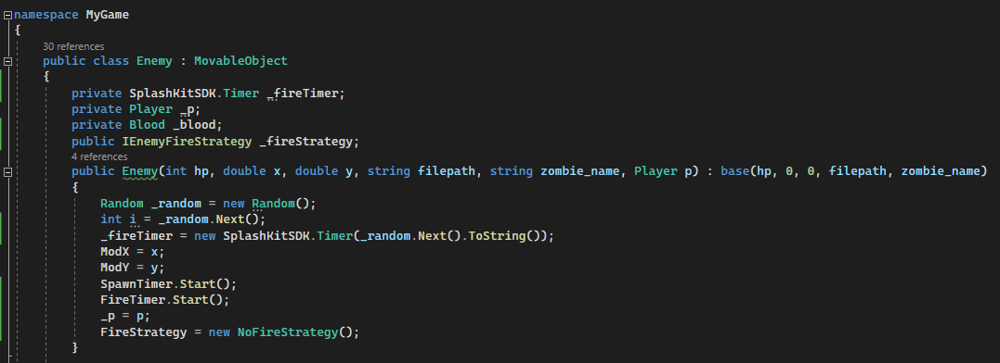 namespace MyGame
{
30 references
public class Enemy : MovableObject
{
private SplashKitSDK.Timer _fireTimer;
private Player _p;
private Blood _blood;
public IEnemyFireStrategy _fireStrategy;
4 references
public Enemy(int hp, double x, double y, string filepath, string zombie_name, Player p) : base(hp, 0, 0, filepath, zombie_name)
{
Random _random = new Random();
int i = _random.Next();
_fireTimer = new SplashKitSDK.Timer(_random.Next().ToString());
ModX = x;
ModY = y;
SpawnTimer.Start();
FireTimer.Start();
_p = p;
FireStrategy = new NoFireStrategy();
}